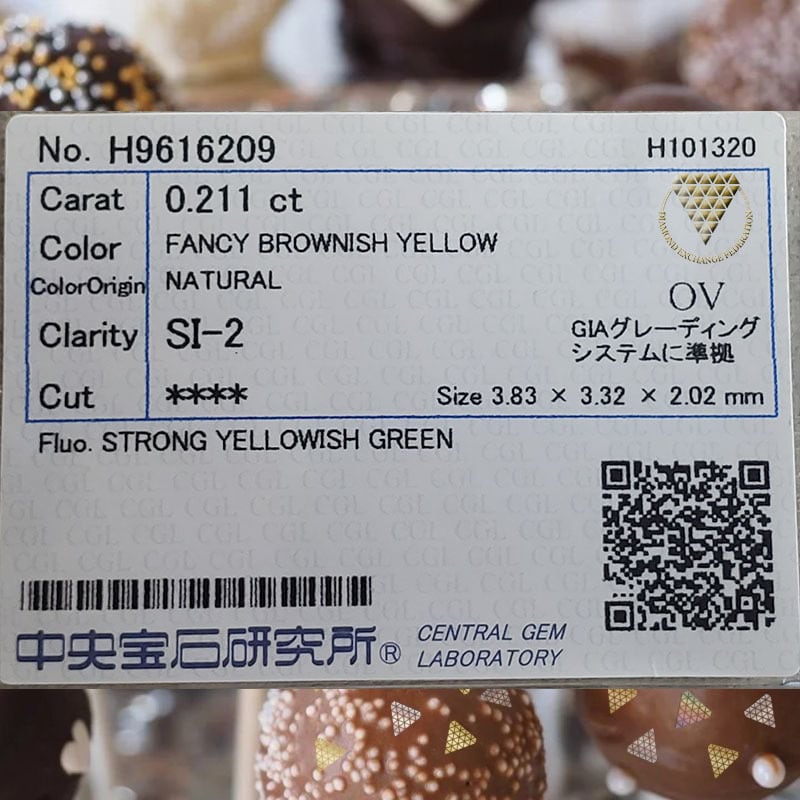 No. H9616209 H101320
Carat 0.211 ct
Color FANCY BROWNISH YELLOW
DIAMOND EXCHANGE FEDERATION
ColorOrigin NATURAL
OV
Clarity SI-2
GIAグレーディング
システムに準拠
Cut **** Size 3.83 × 3.32 × 2.02 mm
Fluo. STRONG YELLOWISH GREEN
中央宝石研究所® CENTRAL GEM
LABORATORY